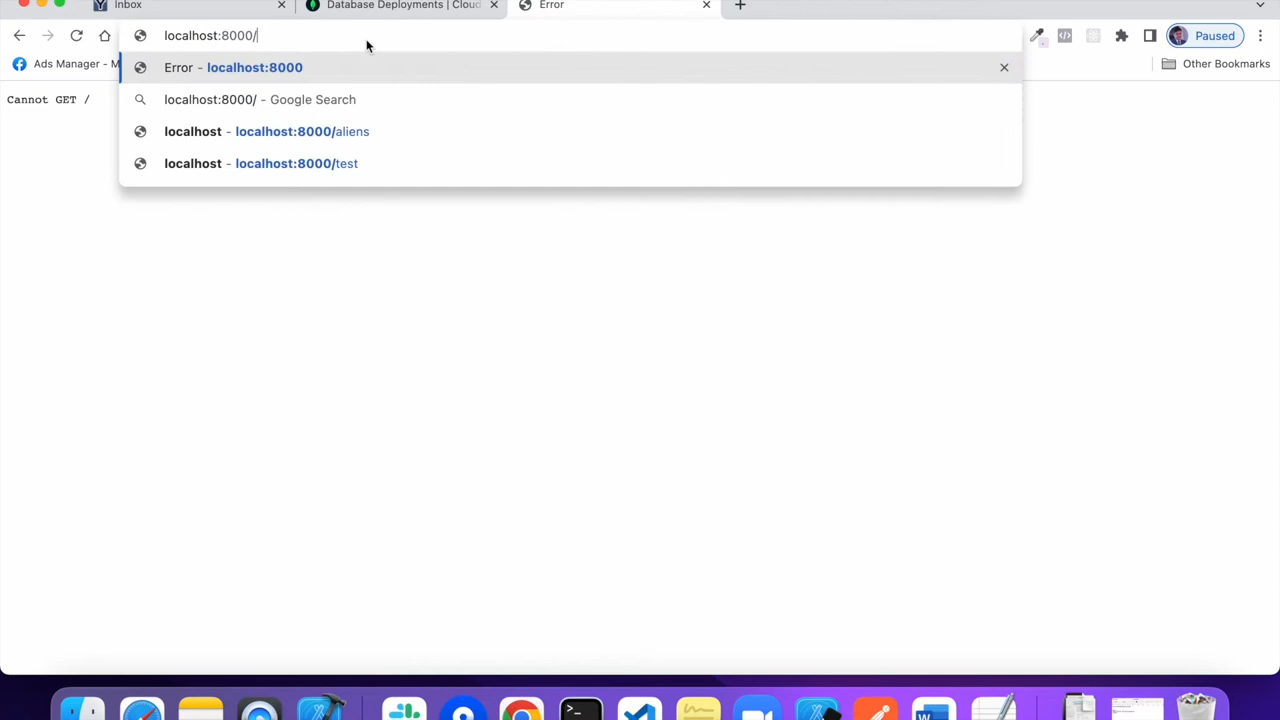 Inbox
Database Deployments | Cloud
Error
localhost:8000/
Paused
Ads Manager - M
Other Bookmarks
Error - localhost:8000
localhost:8000/ - Google Search
localhost - localhost:8000/aliens
localhost - localhost:8000/test
Cannot GET /